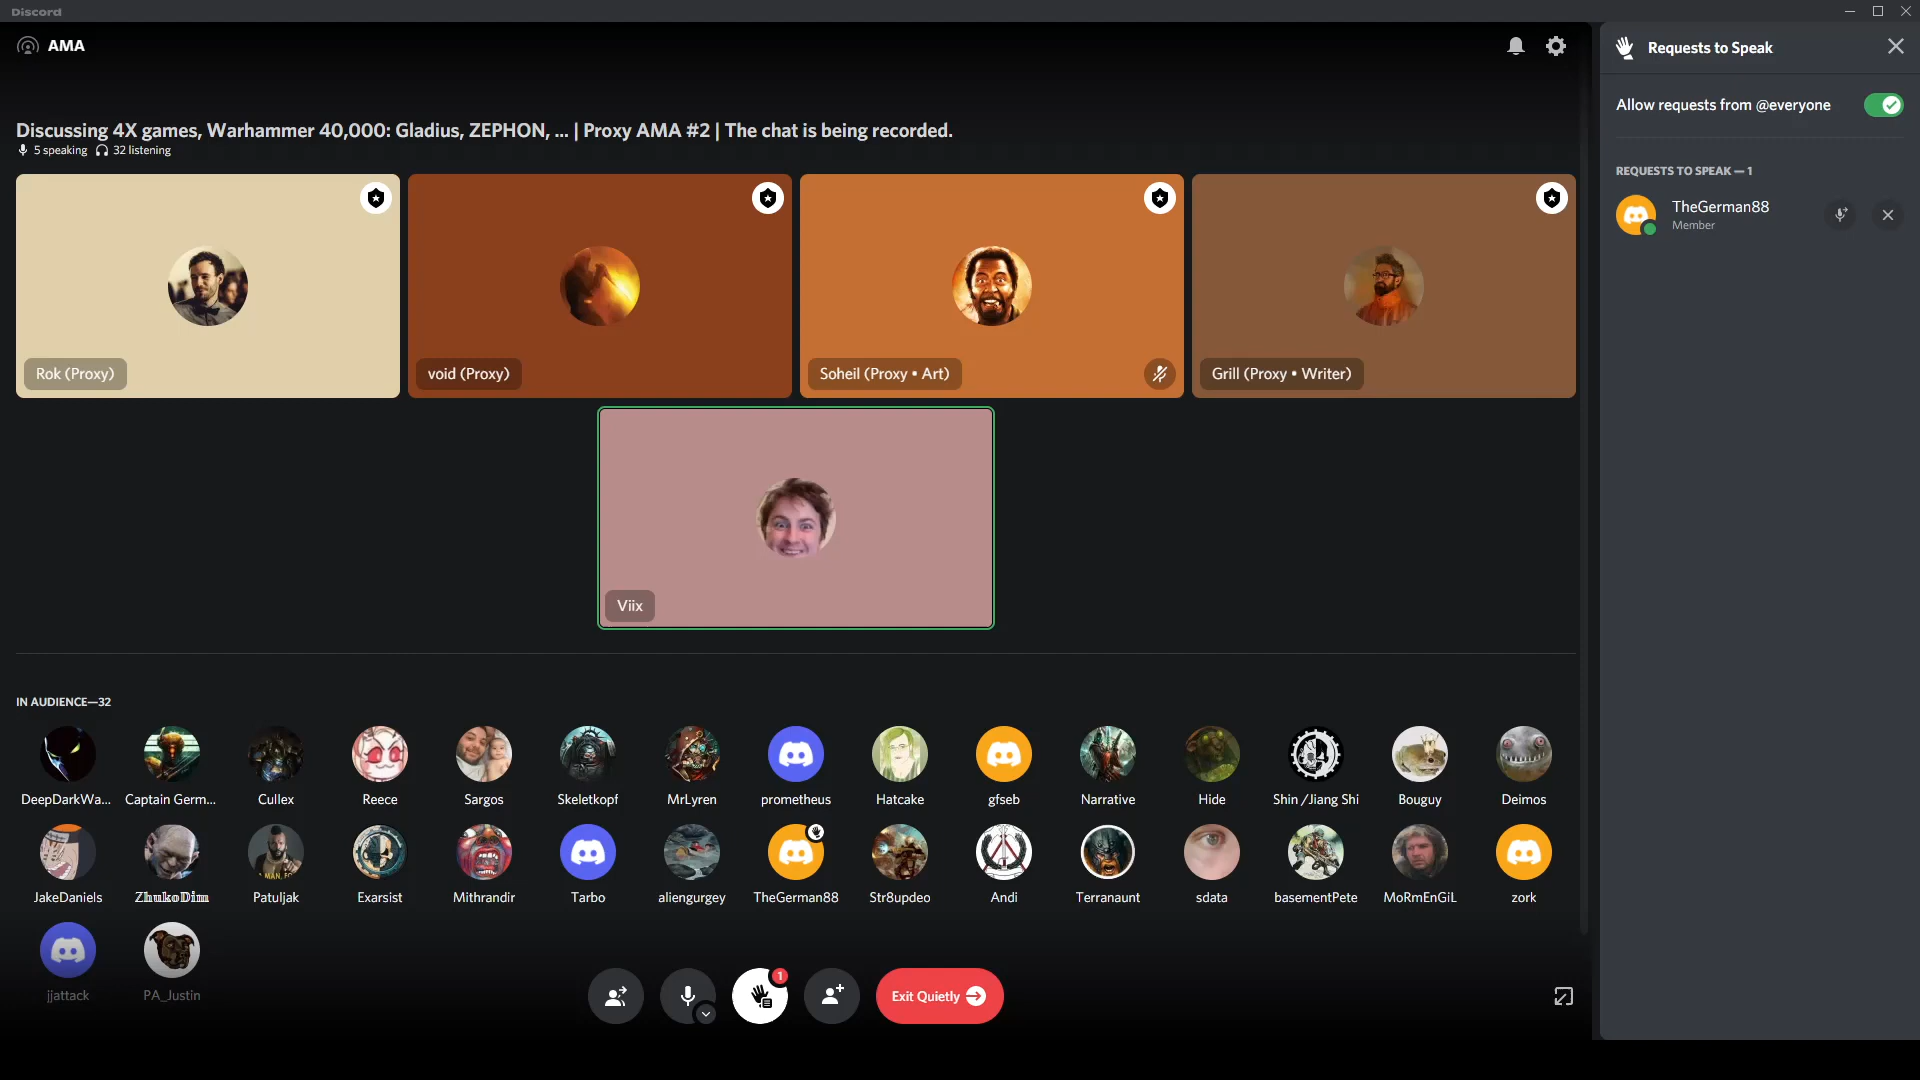 Discord
AMA
Discussing 4X games, Warhammer 40,000: Gladius, ZEPHON, ... | Proxy AMA #2 | The chat is being recorded.
5 speaking 32 listening
Rok (Proxy)
void (Proxy)
Soheil (Proxy • Art)
Grill (Proxy • Writer)
Viix
IN AUDIENCE—32
DeepDarkWa... Captain Germ... Cullex Reece Sargos Skeletkopf MrLyren prometheus Hatcake gfseb Narrative Hide Shin /Jiang Shi Bouguy Deimos
JakeDaniels ZhukoDim Patuljak Exarsist Mithrandir Tarbo aliengurgey TheGerman88 Str8updeo Andi Terranaunt sdata basementPete MoRmEnGiL zork
jjattack PA_Justin
1
Exit Quietly
Requests to Speak
Allow requests from @everyone
REQUESTS TO SPEAK — 1
TheGerman88
Member